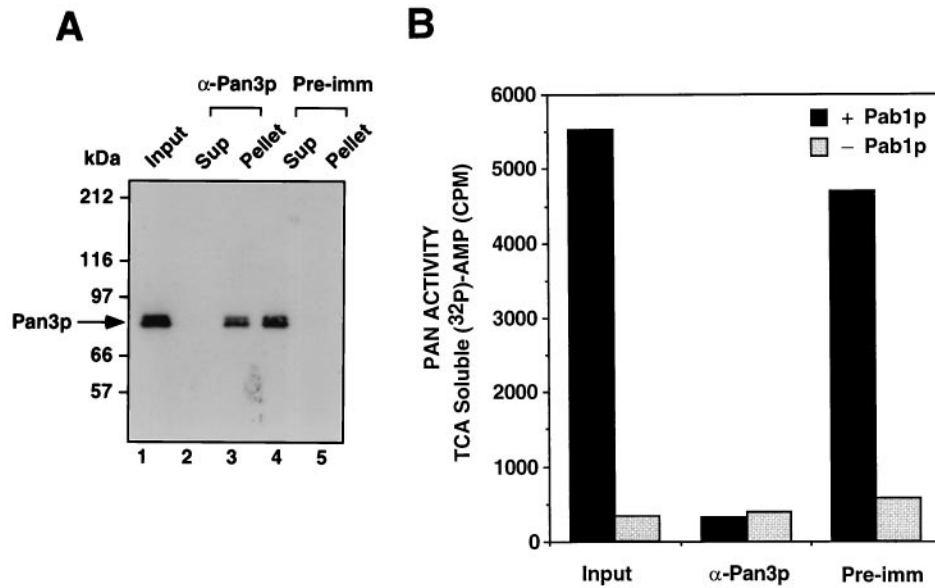 A
α-Pan3p Pre-imm
kDa Input Sup Pellet Sup Pellet
212
116
97
Pan3p
66
57
1 2 3 4 5
B
6000
5000
4000
3000
2000
1000
0
PAN ACTIVITY
TCA Soluble (32P)-AMP (CPM)
+ Pab1p
– Pab1p
Input α-Pan3p Pre-imm